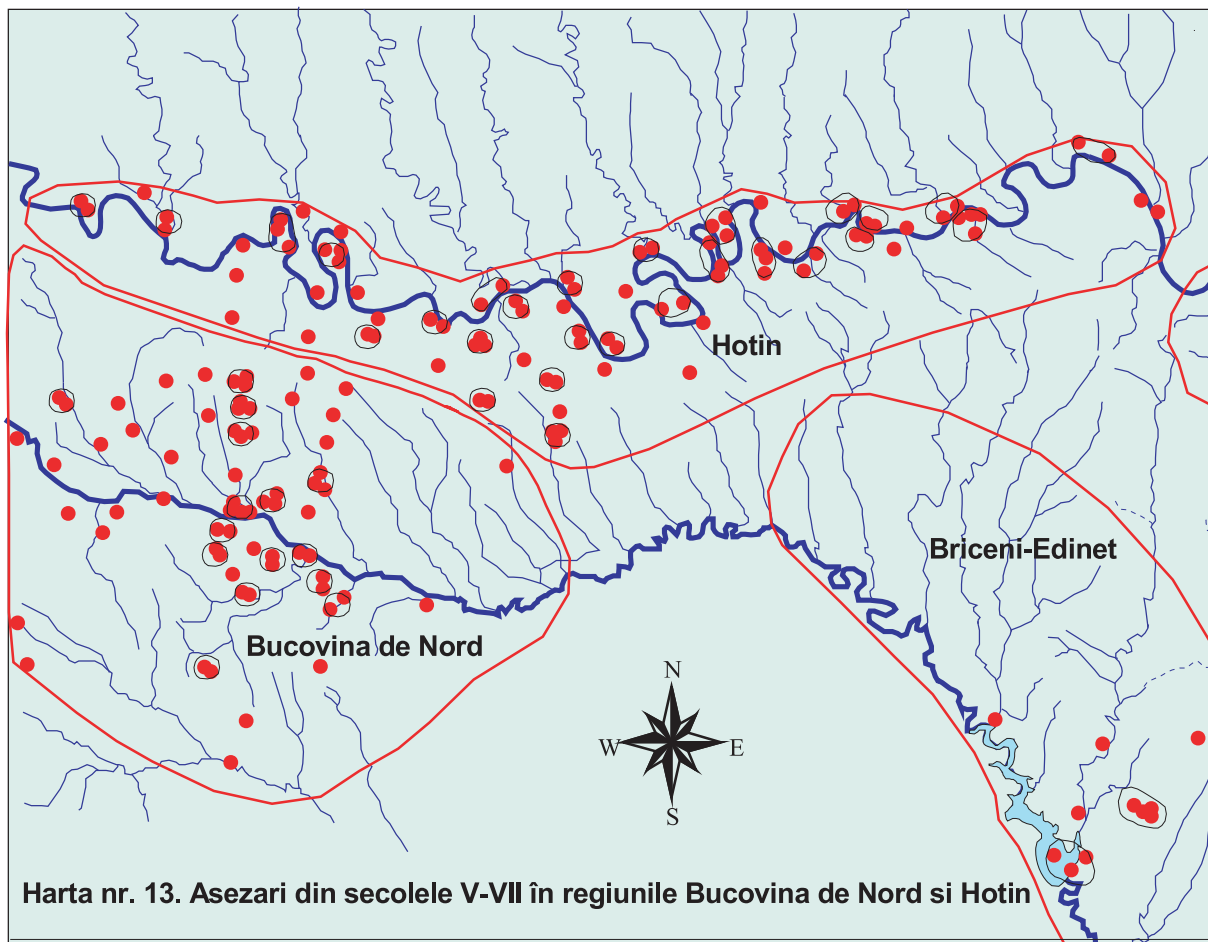 Hotin
Briceni-Edinet
Bucovina de Nord
N
W
E
S
Harta nr. 13. Asezari din secolele V-VII în regiunile Bucovina de Nord si Hotin